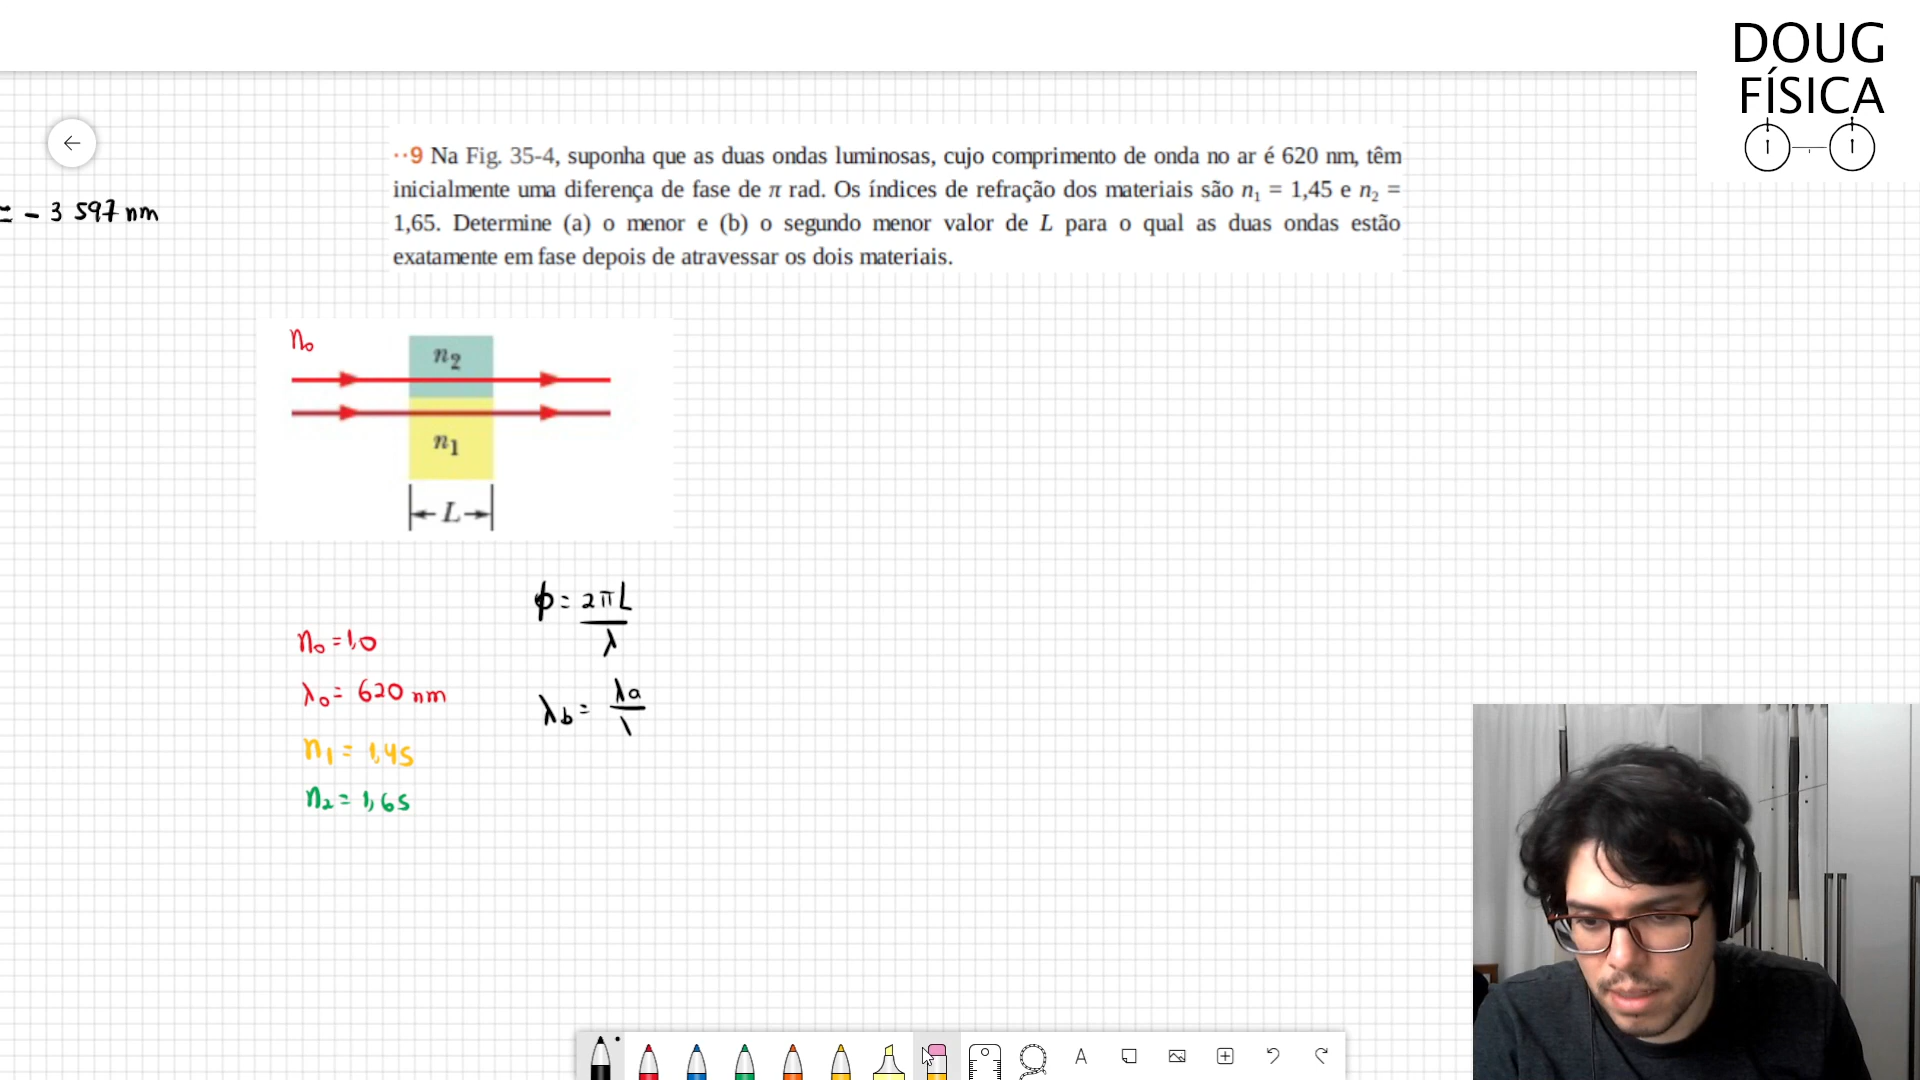 DOUG
FÍSICA
≈ - 3 597 nm
··9 Na Fig. 35-4, suponha que as duas ondas luminosas, cujo comprimento de onda no ar é 620 nm, têm
inicialmente uma diferença de fase de π rad. Os índices de refração dos materiais são n₁ = 1,45 e n₂ =
1,65. Determine (a) o menor e (b) o segundo menor valor de L para o qual as duas ondas estão
exatamente em fase depois de atravessar os dois materiais.
n₀
n₂
n₁
L
ϕ = 2πL
λ
n₀ = 1,0
λ₀ = 620 nm
λb = λa
n₁ = 1,45
n₂ = 1,65
A